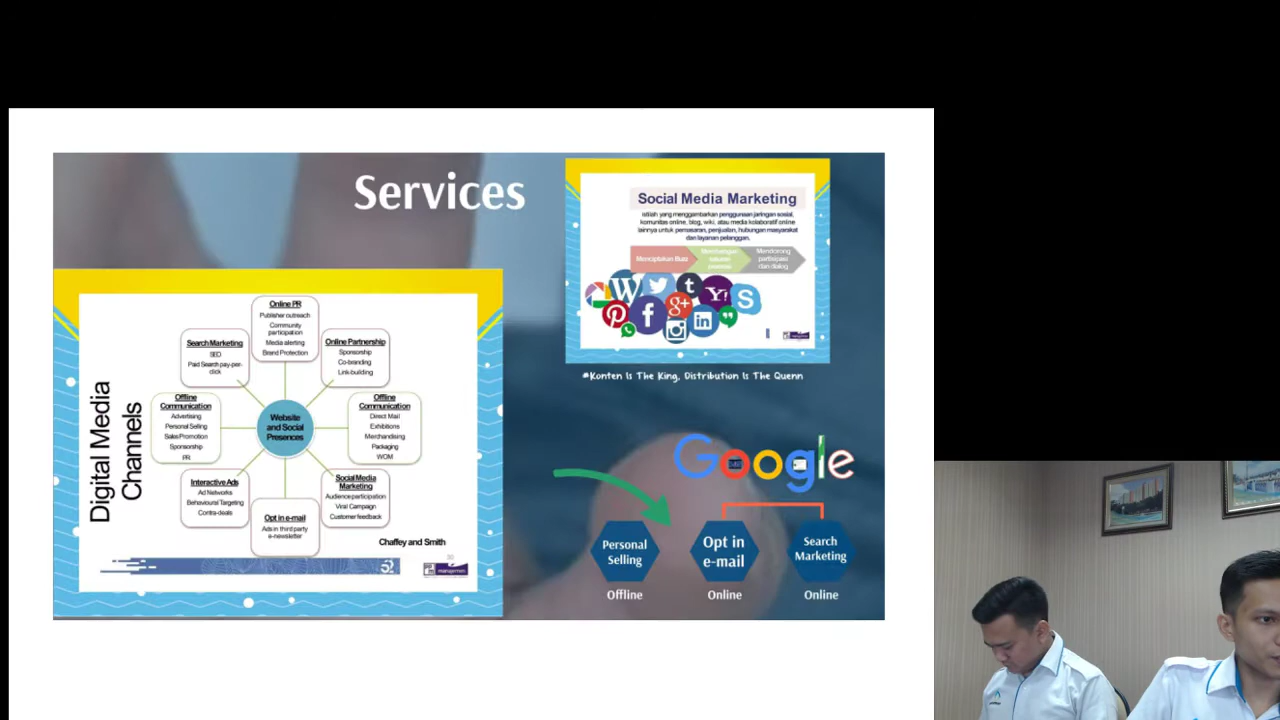 Services
Social Media Marketing
istilah yang menggambarkan penggunaan jaringan sosial,
komunitas online, blog, wiki, atau media kolaboratif online
lainnya untuk pemasaran, penjualan, hubungan masyarakat
dan layanan pelanggan.
Menciptakan Buzz
Mendorong
partisipasi
dan dialog
#Konten Is The King, Distribution Is The Quenn
Digital Media
Channels
Online PR
Publisher outreach
Community
participation
Media alerting
Brand Protection
Search Marketing
SEO
Paid Search pay-per-
click
Online Partnership
Sponsorship
Co-branding
Link-building
Offline
Communication
Advertising
Personal Selling
Sales Promotion
Sponsorship
PR
Website
and Social
Presences
Offline
Communication
Direct Mail
Exhibitions
Merchandising
Packaging
WOM
Interactive Ads
Ad Networks
Behavioural Targeting
Contra-deals
Social Media
Marketing
Audience participation
Viral Campaign
Customer feedback
Opt in e-mail
Ads in third party
e-newsletter
Chaffey and Smith
30
52
PPM
manajemen
Google
Personal
Selling
Offline
Opt in
e-mail
Online
Search
Marketing
Online